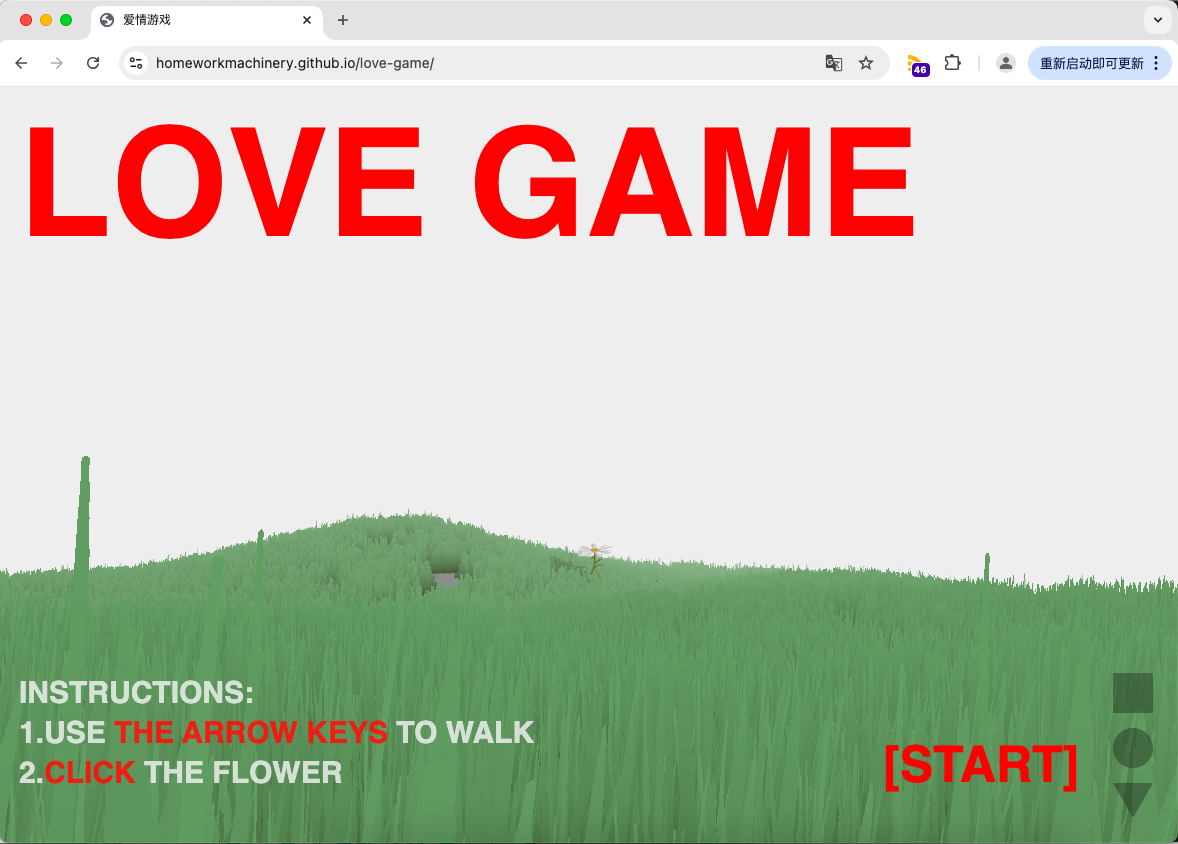 爱情游戏
homeworkmachinery.github.io/love-game/
46
重新启动即可更新
LOVE GAME
INSTRUCTIONS:
1.USE THE ARROW KEYS TO WALK
2.CLICK THE FLOWER
[START]